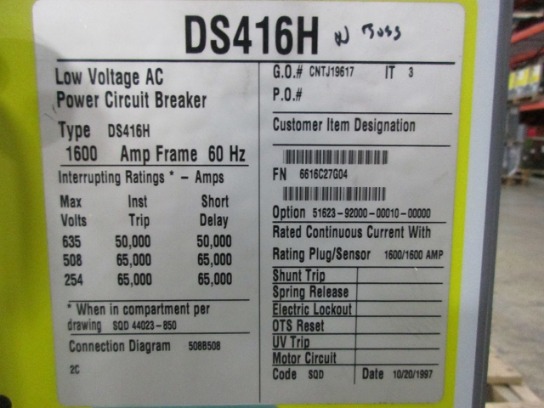 DS416H
Low Voltage AC
Power Circuit Breaker
Type DS416H
1600 Amp Frame 60 Hz
Interrupting Ratings * – Amps
Max Inst Short
Volts Trip Delay
635 50,000 50,000
508 65,000 65,000
254 65,000 65,000
* When in compartment per
drawing SQD 44023-850
Connection Diagram 508B508
2C
G.O.# CNTJ19617 IT 3
P.O.#
Customer Item Designation
FN 6616C27G04
Option 51623-92000-00010-00000
Rated Continuous Current With
Rating Plug/Sensor 1600/1600 AMP
Shunt Trip
Spring Release
Electric Lockout
OTS Reset
UV Trip
Motor Circuit
Code SQD Date 10/20/1997